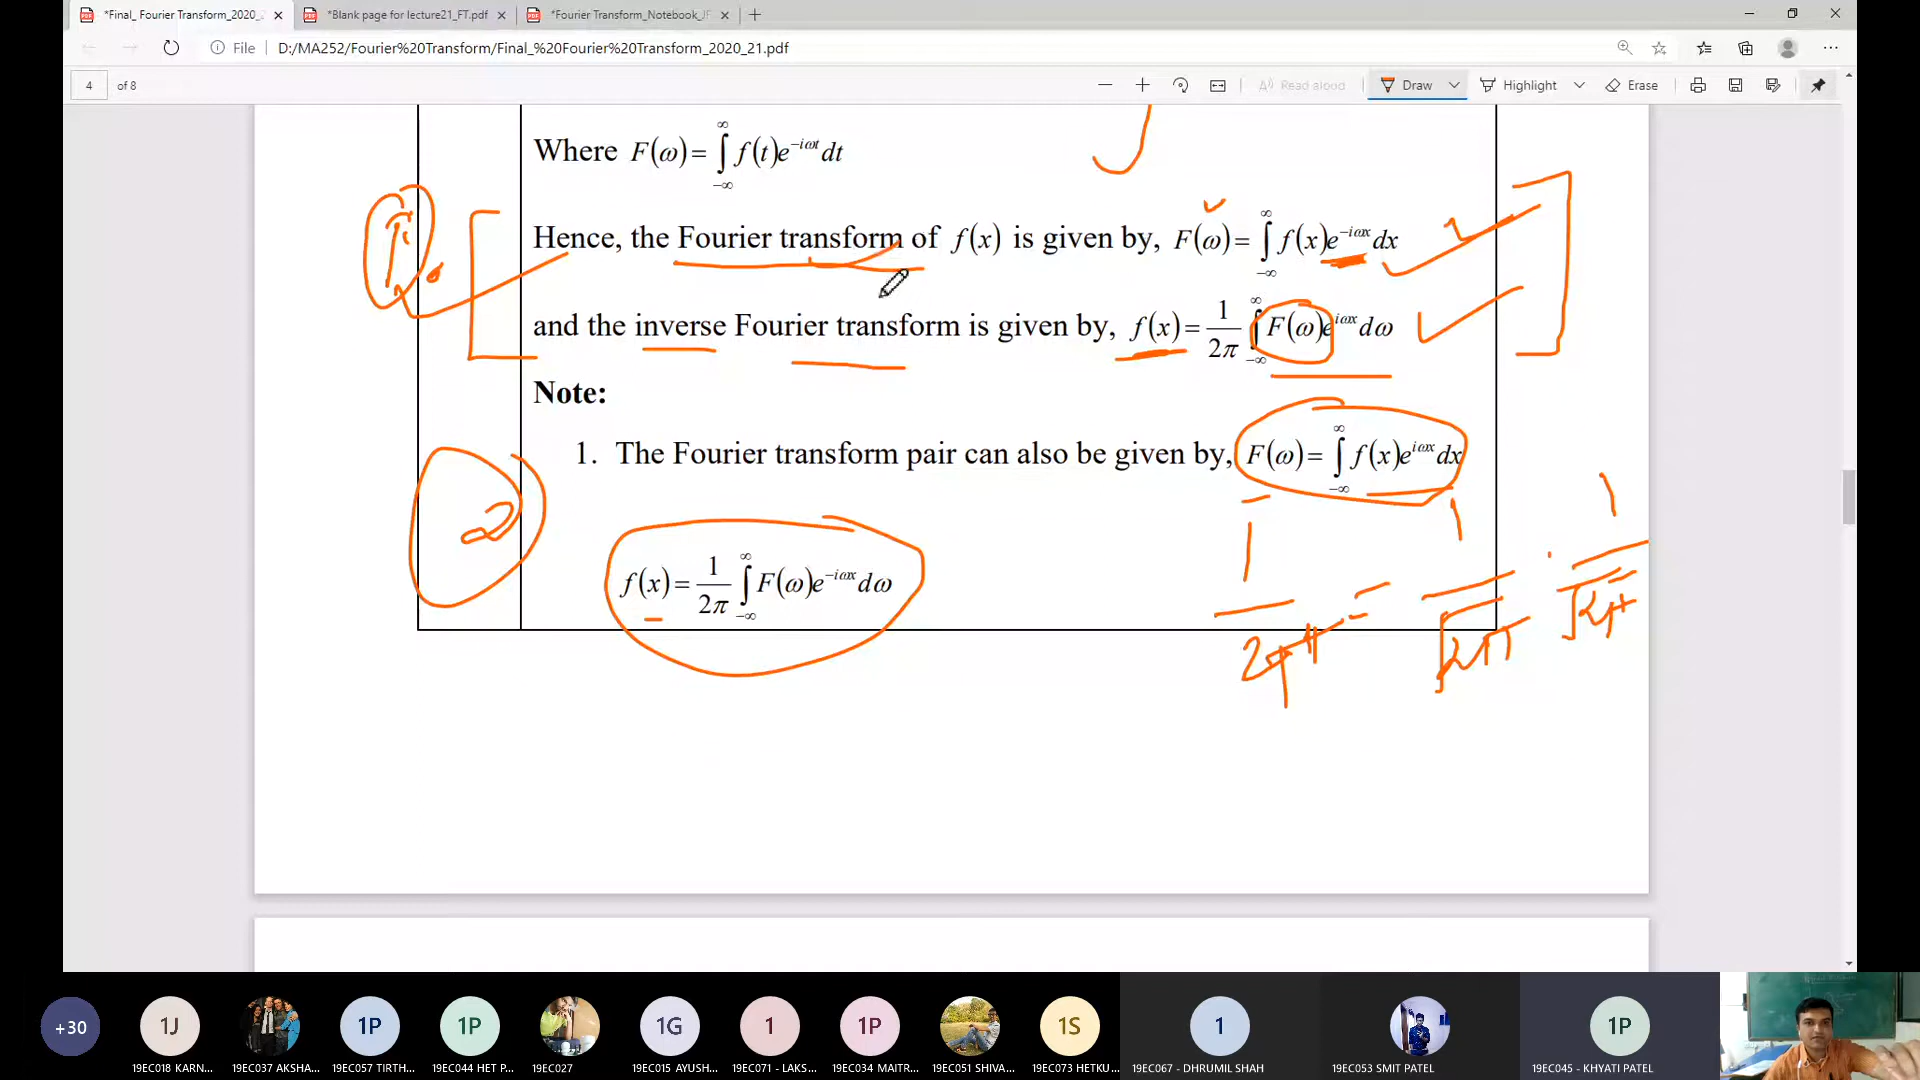 *Final_ Fourier Transform_2020_
*Blank page for lecture21_FT.pdf
*Fourier Transform_Notebook_JF
File
D:/MA252/Fourier%20Transform/Final_%20Fourier%20Transform_2020_21.pdf
4 of 8
Read aloud
Draw
Highlight
Erase
Where F(ω) = ∫_{-∞}^{∞} f(t)e^{-iωt} dt
Hence, the Fourier transform of f(x) is given by, F(ω) = ∫_{-∞}^{∞} f(x)e^{-iωx} dx
and the inverse Fourier transform is given by, f(x) = 1/2π ∫_{-∞}^{∞} F(ω)e^{iωx} dω
Note:
1. The Fourier transform pair can also be given by, F(ω) = ∫_{-∞}^{∞} f(x)e^{iωx} dx
2
f(x) = 1/2π ∫_{-∞}^{∞} F(ω)e^{-iωx} dω
1/2π = 1/√2π · 1/√2π
+30
1J
1P
1P
1G
1
1P
1S
1
1P
19EC018 KARN...
19EC037 AKSHA...
19EC057 TIRTH...
19EC044 HET P...
19EC027
19EC015 AYUSH...
19EC071 - LAKS...
19EC034 MAITR...
19EC051 SHIVA...
19EC073 HETKU...
19EC067 - DHRUMIL SHAH
19EC053 SMIT PATEL
19EC045 - KHYATI PATEL